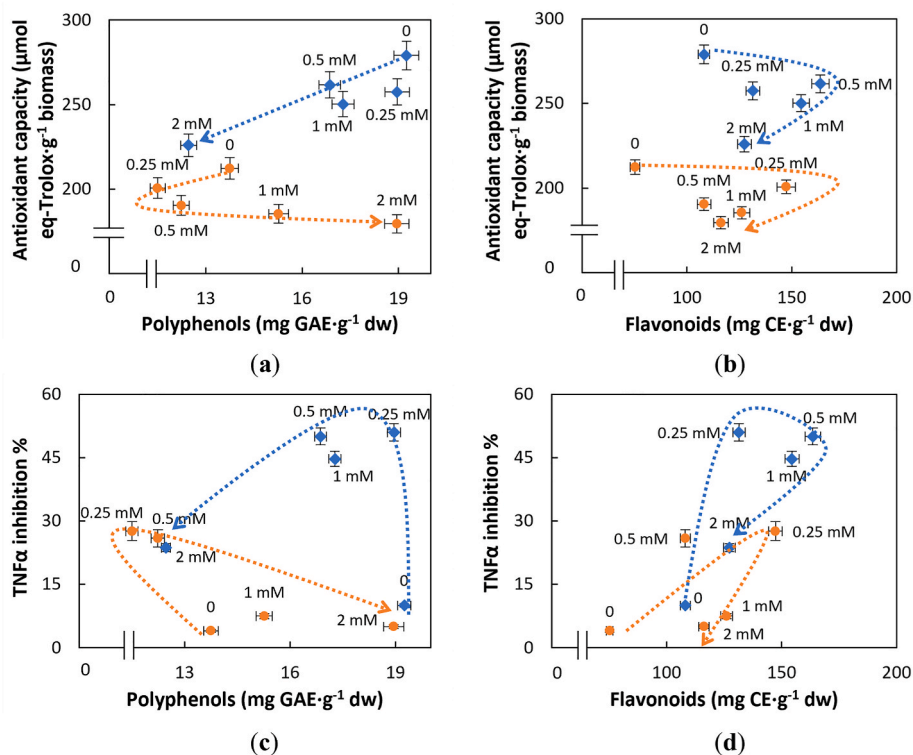 Antioxidant capacity (µmol
eq-Trolox·g⁻¹ biomass)
300
250
200
0
0
0.5 mM
1 mM
0.25 mM
2 mM
0
0.25 mM
0.5 mM
1 mM
2 mM
0
13
16
19
Polyphenols (mg GAE·g⁻¹ dw)
(a)
Antioxidant capacity (µmol
eq-Trolox·g⁻¹ biomass)
300
250
200
0
0
0.25 mM
0.5 mM
1 mM
2 mM
0
0.25 mM
0.5 mM
1 mM
2 mM
0
100
150
200
Flavonoids (mg CE·g⁻¹ dw)
(b)
TNFα inhibition %
60
45
30
15
0
0.5 mM
0.25 mM
1 mM
0.25 mM
0.5 mM
2 mM
0
1 mM
0
2 mM
0
13
16
19
Polyphenols (mg GAE·g⁻¹ dw)
(c)
TNFα inhibition %
60
45
30
15
0
0.25 mM
0.5 mM
1 mM
2 mM
0.5 mM
0.25 mM
0
0
1 mM
2 mM
0
100
150
200
Flavonoids (mg CE·g⁻¹ dw)
(d)